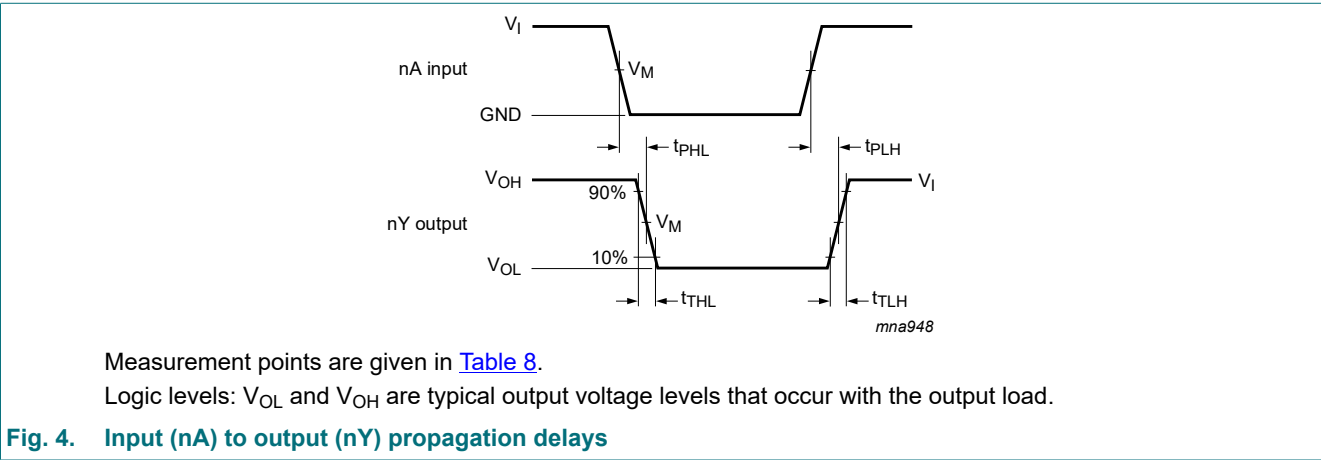 VI
nA input
VM
GND
tPHL
tPLH
VOH
VI
90%
nY output
VM
10%
VOL
tTHL
tTLH
mna948
Measurement points are given in Table 8.
Logic levels: VOL and VOH are typical output voltage levels that occur with the output load.
Fig. 4. Input (nA) to output (nY) propagation delays